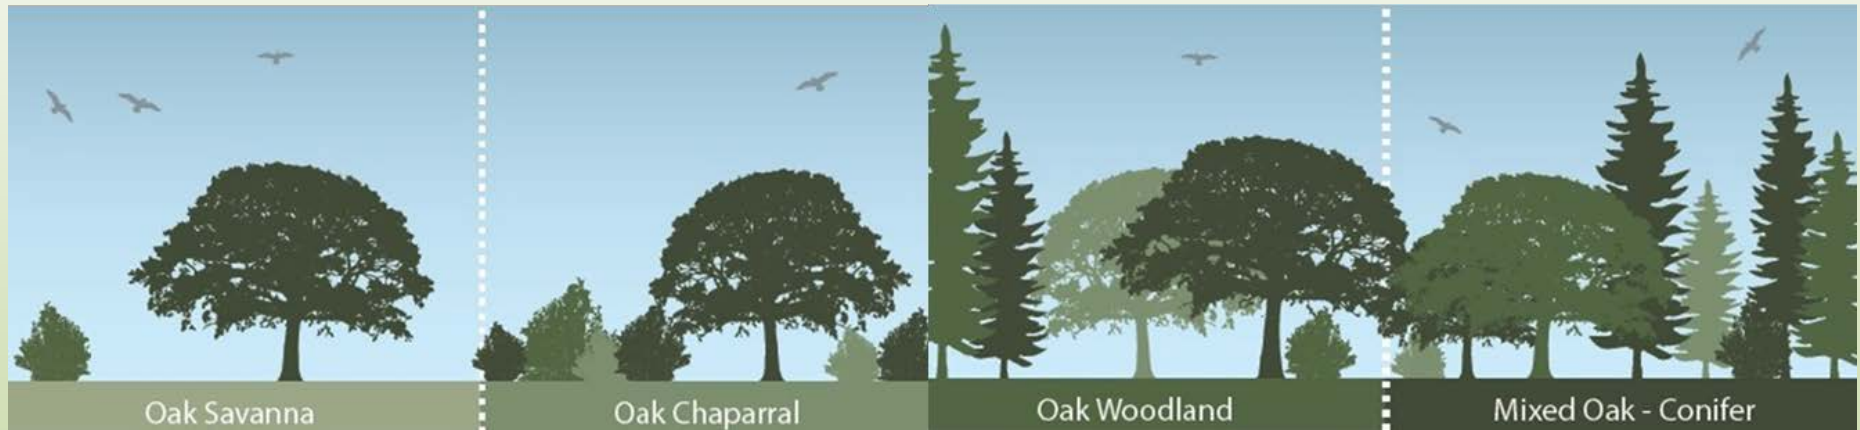 Oak Savanna
Oak Chaparral
Oak Woodland
Mixed Oak - Conifer